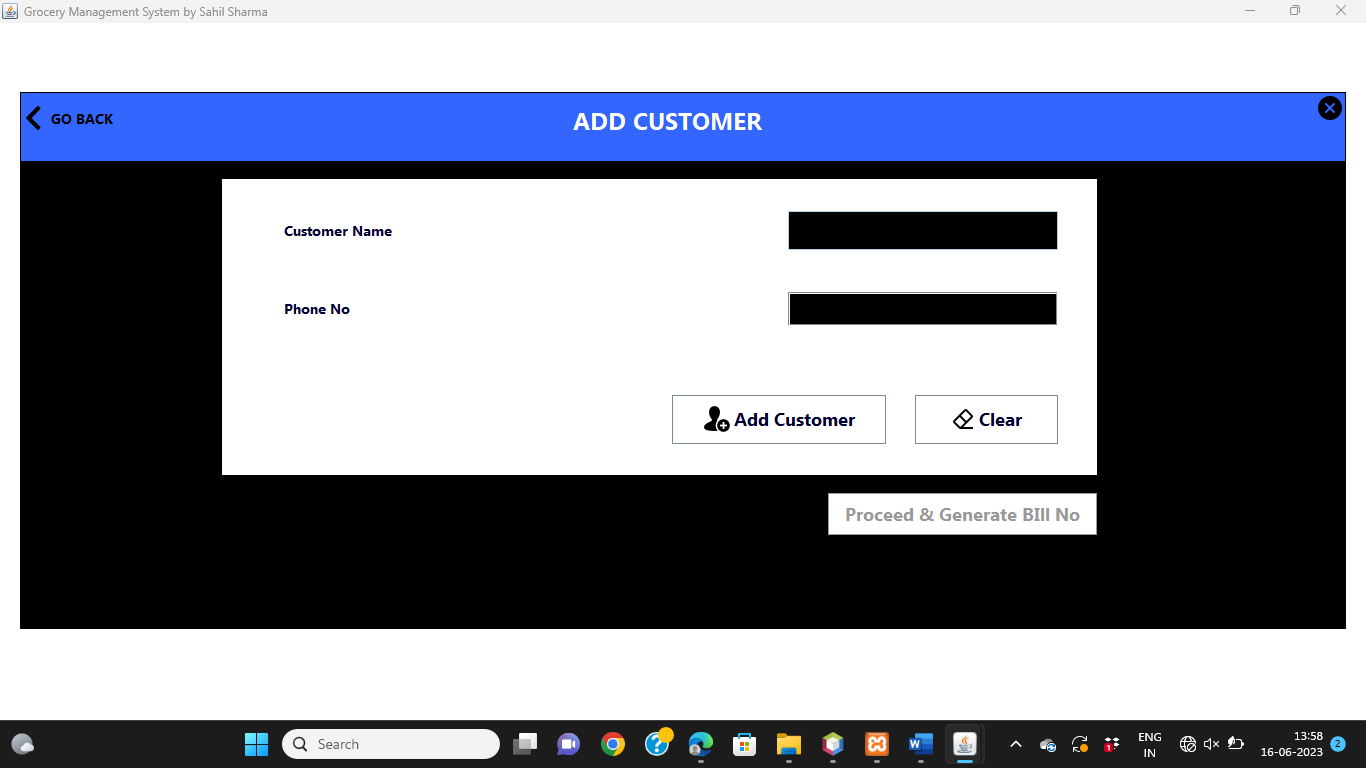 Grocery Management System by Sahil Sharma
GO BACK
ADD CUSTOMER
Customer Name
Phone No
Add Customer
Clear
Proceed & Generate BIll No
Search
1
ENG
IN
13:58
16-06-2023
2